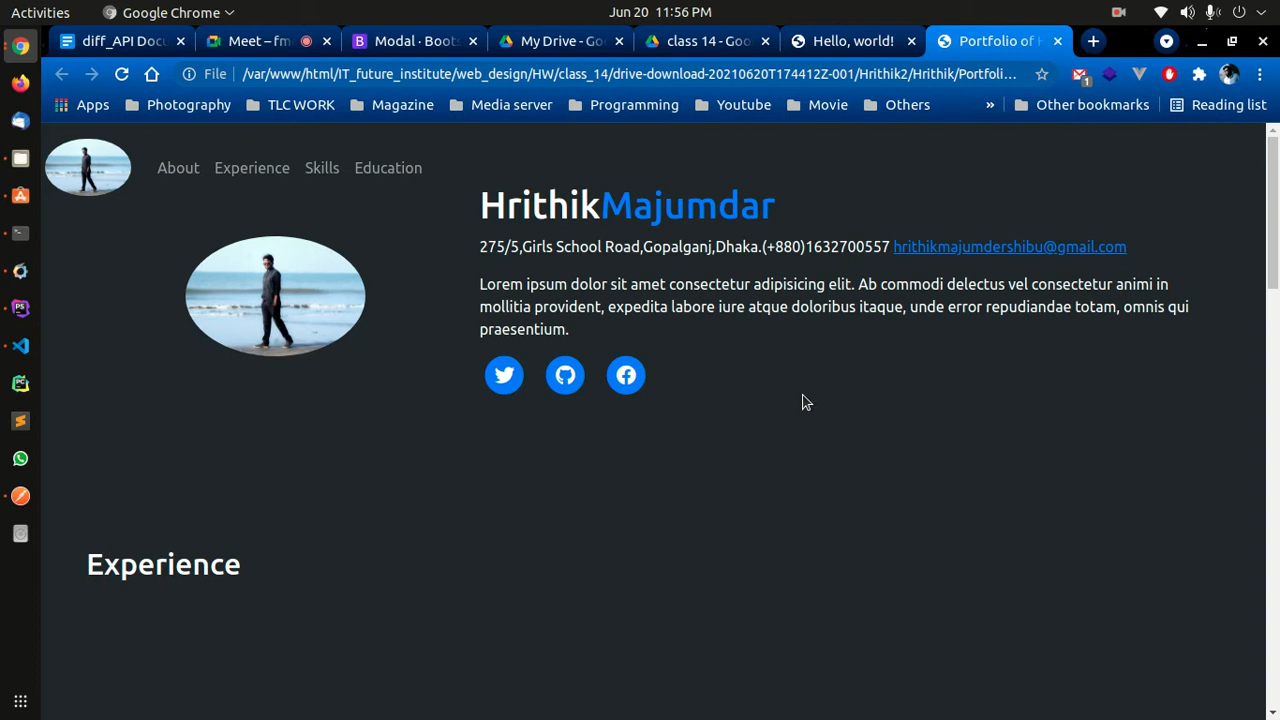 Activities Google Chrome Jun 20 11:56 PM
diff_API Docu Meet – fm Modal · Boots My Drive - Go class 14 - Goo Hello, world! Portfolio of H
File /var/www/html/IT_future_institute/web_design/HW/class_14/drive-download-20210620T174412Z-001/Hrithik2/Hrithik/Portfoli... 1
Apps Photography TLC WORK Magazine Media server Programming Youtube Movie Others » Other bookmarks Reading list
About Experience Skills Education
HrithikMajumdar
275/5,Girls School Road,Gopalganj,Dhaka.(+880)1632700557 hrithikmajumdershibu@gmail.com
Lorem ipsum dolor sit amet consectetur adipisicing elit. Ab commodi delectus vel consectetur animi in
mollitia provident, expedita labore iure atque doloribus itaque, unde error repudiandae totam, omnis qui
praesentium.
Experience